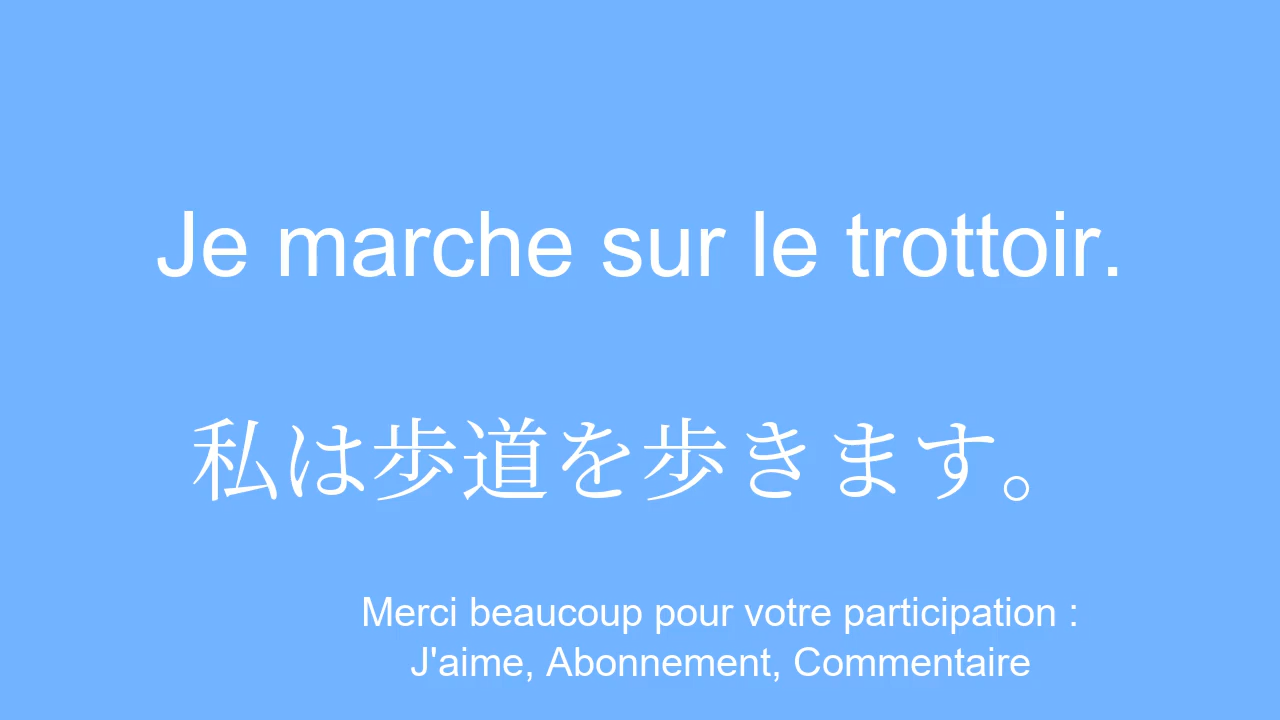 Je marche sur le trottoir.
私は歩道を歩きます。
Merci beaucoup pour votre participation :
J'aime, Abonnement, Commentaire